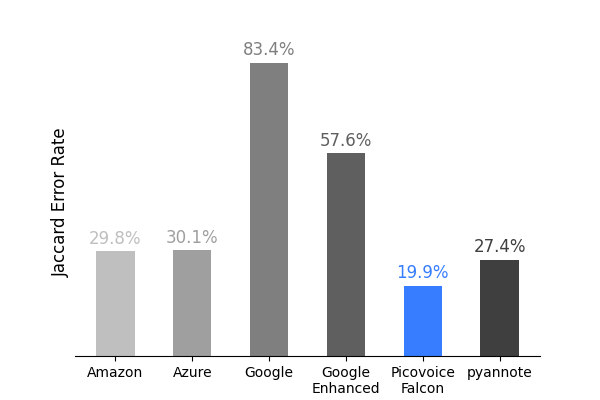 83.4%
57.6%
29.8%
30.1%
27.4%
19.9%
Jaccard Error Rate
Amazon
Azure
Google
Google
Enhanced
Picovoice
Falcon
pyannote